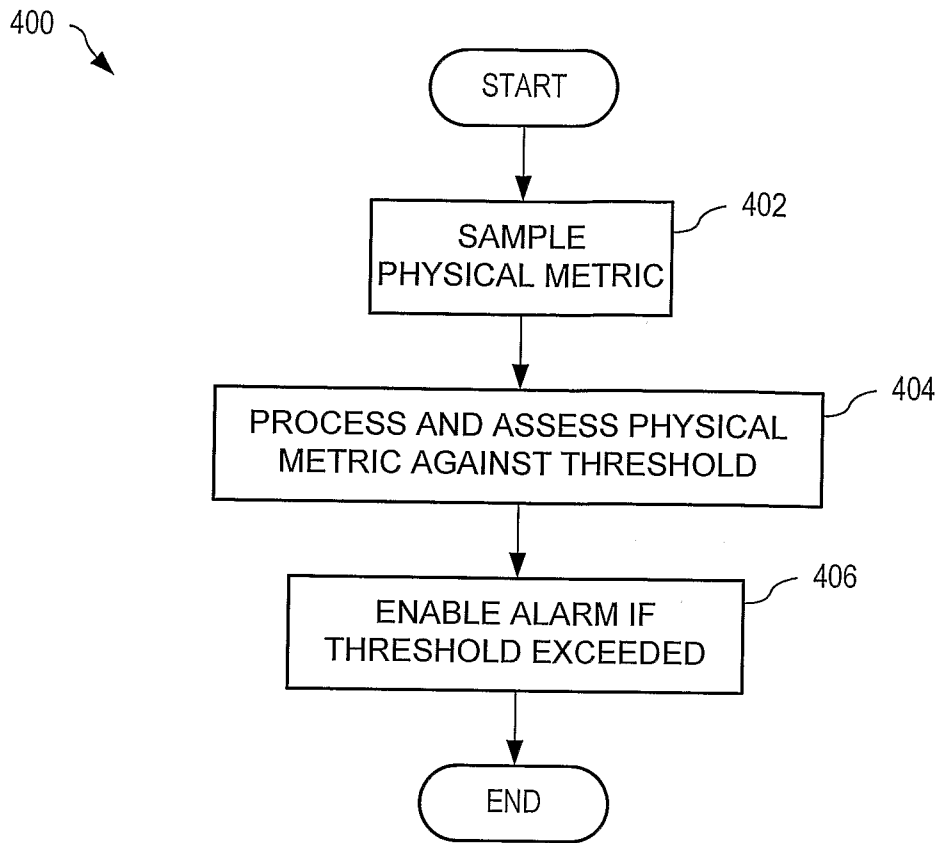 400
START
402
SAMPLE
PHYSICAL METRIC
404
PROCESS AND ASSESS PHYSICAL
METRIC AGAINST THRESHOLD
406
ENABLE ALARM IF
THRESHOLD EXCEEDED
END